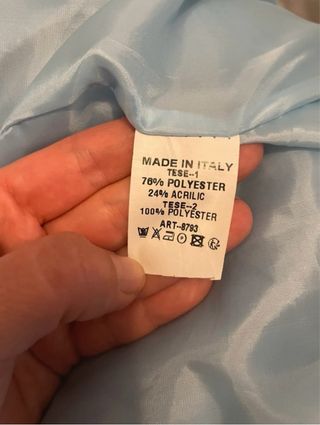 MADE IN ITALY
TESE--1
76% POLYESTER
24% ACRILIC
TESE--2
100% POLYESTER
ART--8793